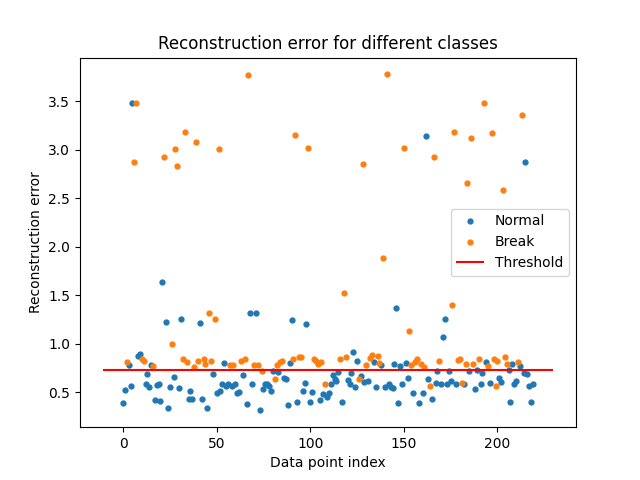 Reconstruction error for different classes
Reconstruction error
3.5
3.0
2.5
2.0
1.5
1.0
0.5
Normal
Break
Threshold
0 50 100 150 200
Data point index